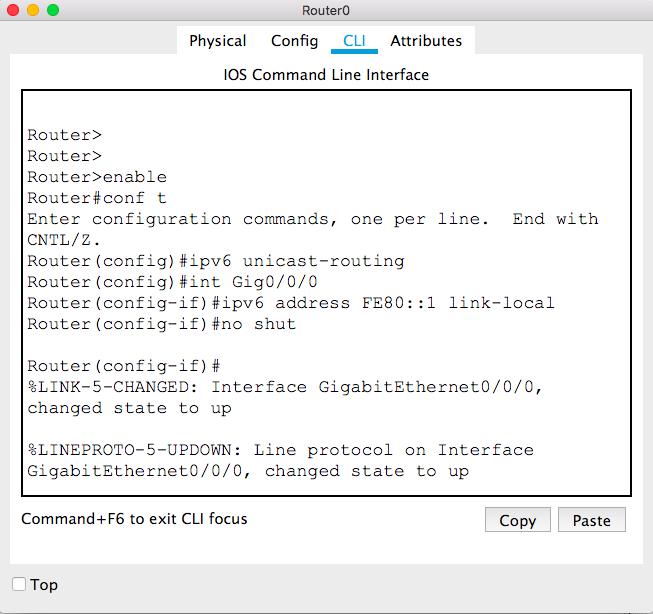 Router0
Physical Config CLI Attributes
IOS Command Line Interface
Router>
Router>
Router>enable
Router#conf t
Enter configuration commands, one per line.  End with
CNTL/Z.
Router(config)#ipv6 unicast-routing
Router(config)#int Gig0/0/0
Router(config-if)#ipv6 address FE80::1 link-local
Router(config-if)#no shut
Router(config-if)#
%LINK-5-CHANGED: Interface GigabitEthernet0/0/0,
changed state to up
%LINEPROTO-5-UPDOWN: Line protocol on Interface
GigabitEthernet0/0/0, changed state to up
Command+F6 to exit CLI focus
Copy Paste
Top